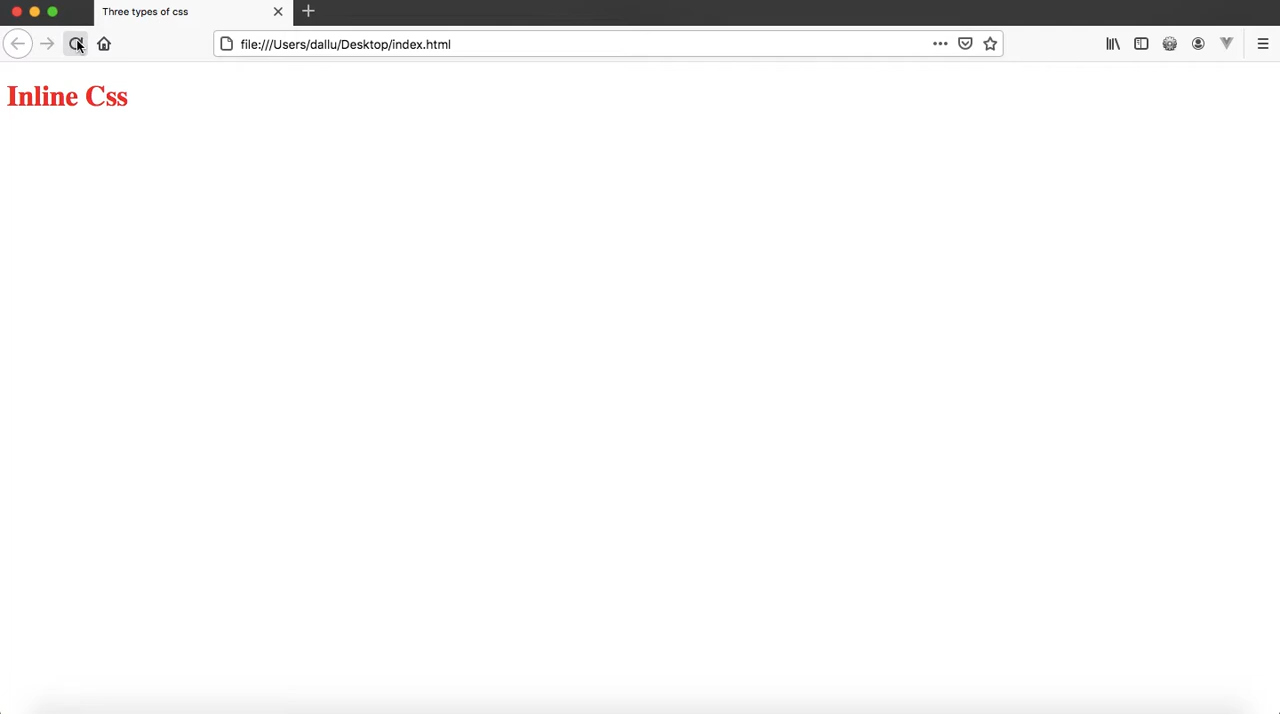 Three types of css
file:///Users/dallu/Desktop/index.html
Inline Css